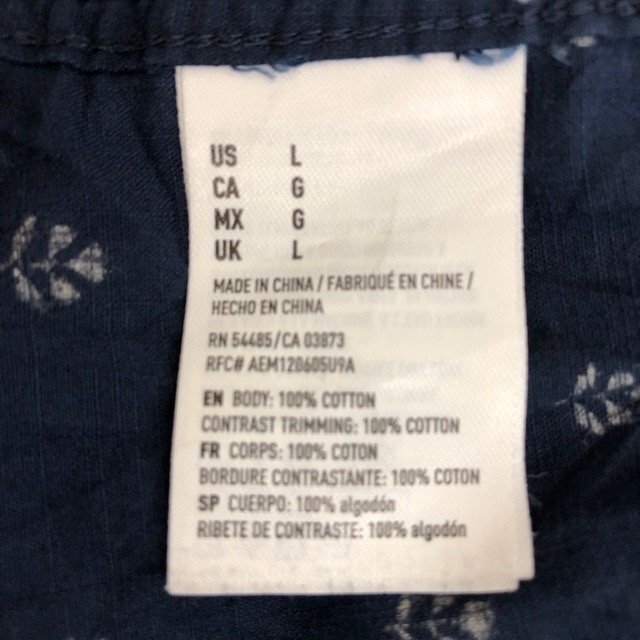 US L
CA G
MX G
UK L
MADE IN CHINA / FABRIQUÉ EN CHINE /
HECHO EN CHINA
RN 54485/CA 03873
RFC# AEM120605U9A
EN BODY: 100% COTTON
CONTRAST TRIMMING: 100% COTTON
FR CORPS: 100% COTON
BORDURE CONTRASTANTE: 100% COTON
SP CUERPO: 100% algodón
RIBETE DE CONTRASTE: 100% algodón